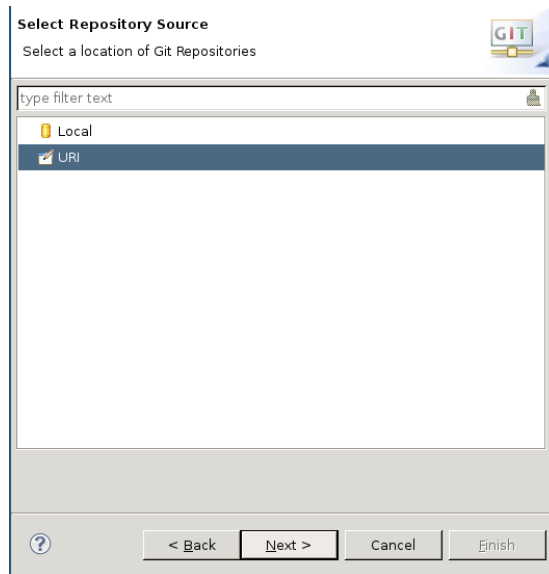 Select Repository Source
Select a location of Git Repositories
GIT
type filter text
Local
URI
? < Back Next > Cancel Finish